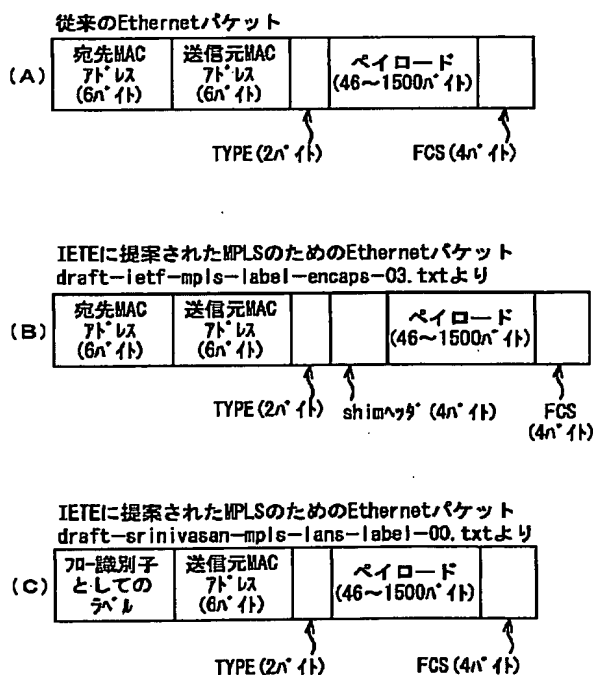 従来のEthernetパケット
(A)
宛先MAC
アドレス
(6バイト)
送信元MAC
アドレス
(6バイト)
ペイロード
(46〜1500バイト)
TYPE(2バイト)
FCS(4バイト)
IETEに提案されたMPLSのためのEthernetパケット
draft-ietf-mpls-label-encaps-03.txtより
(B)
宛先MAC
アドレス
(6バイト)
送信元MAC
アドレス
(6バイト)
ペイロード
(46〜1500バイト)
TYPE(2バイト)
shimヘッダ(4バイト)
FCS
(4バイト)
IETEに提案されたMPLSのためのEthernetパケット
draft-srinivasan-mpls-lans-label-00.txtより
(C)
フロー識別子
としての
ラベル
送信元MAC
アドレス
(6バイト)
ペイロード
(46〜1500バイト)
TYPE(2バイト)
FCS(4バイト)